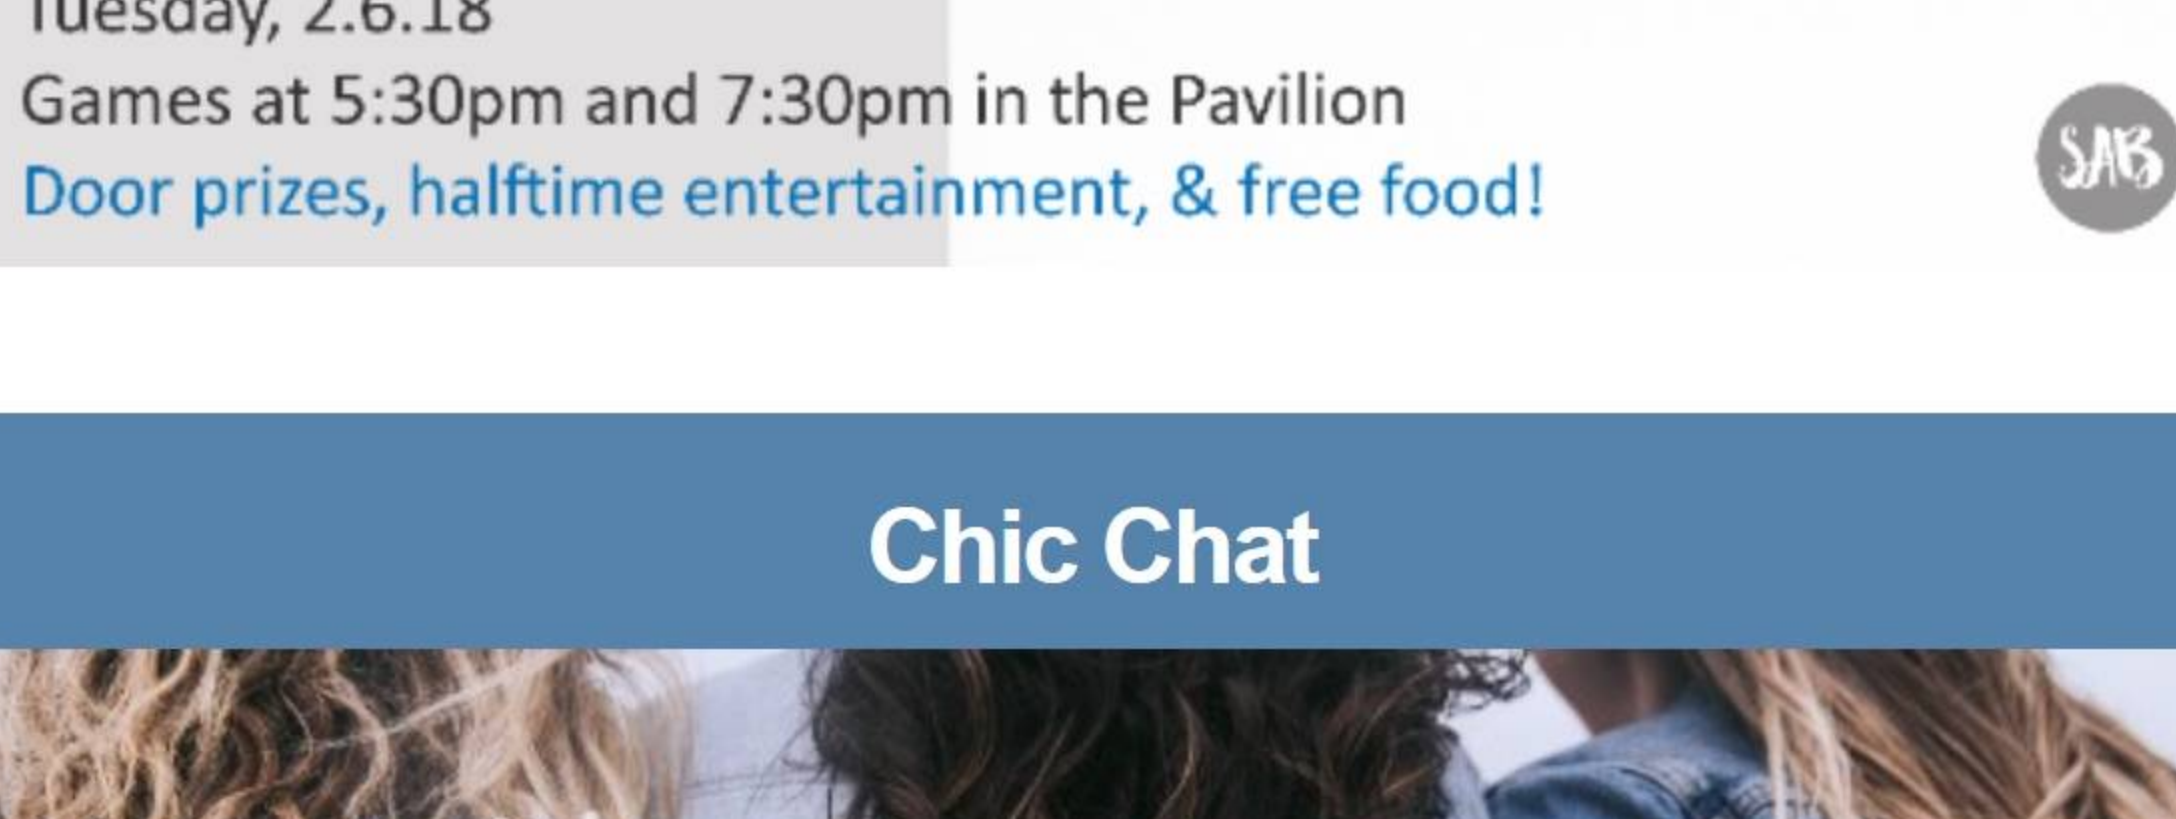 Tuesday, 2.6.18
Games at 5:30pm and 7:30pm in the Pavilion
Door prizes, halftime entertainment, & free food!
SAB
Chic Chat